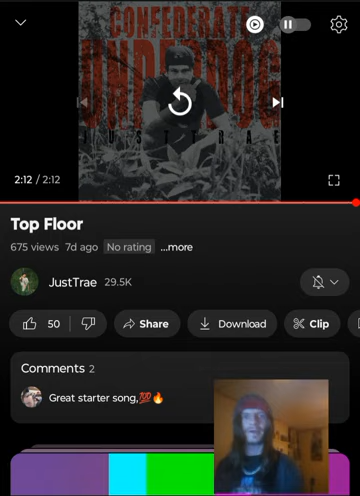 CONFEDERATE
UNDERDOG
JUSTTRAE
2:12 / 2:12
Top Floor
675 views 7d ago No rating ...more
JustTrae 29.5K
50 Share Download Clip
Comments 2
Great starter song,💯🔥